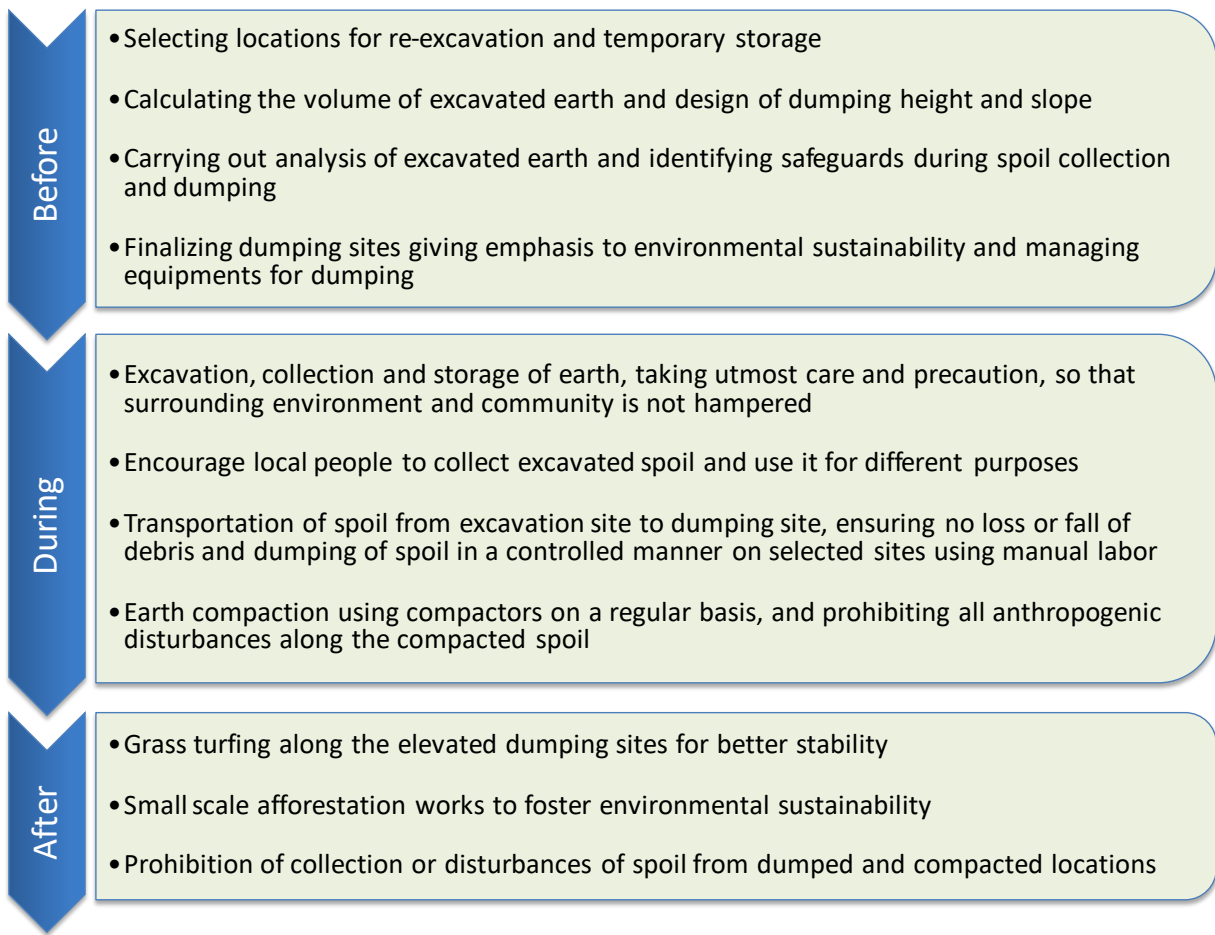 Before
•Selecting locations for re-excavation and temporary storage
•Calculating the volume of excavated earth and design of dumping height and slope
•Carrying out analysis of excavated earth and identifying safeguards during spoil collection
and dumping
•Finalizing dumping sites giving emphasis to environmental sustainability and managing
equipments for dumping
During
•Excavation, collection and storage of earth, taking utmost care and precaution, so that
surrounding environment and community is not hampered
•Encourage local people to collect excavated spoil and use it for different purposes
•Transportation of spoil from excavation site to dumping site, ensuring no loss or fall of
debris and dumping of spoil in a controlled manner on selected sites using manual labor
•Earth compaction using compactors on a regular basis, and prohibiting all anthropogenic
disturbances along the compacted spoil
After
•Grass turfing along the elevated dumping sites for better stability
•Small scale afforestation works to foster environmental sustainability
•Prohibition of collection or disturbances of spoil from dumped and compacted locations